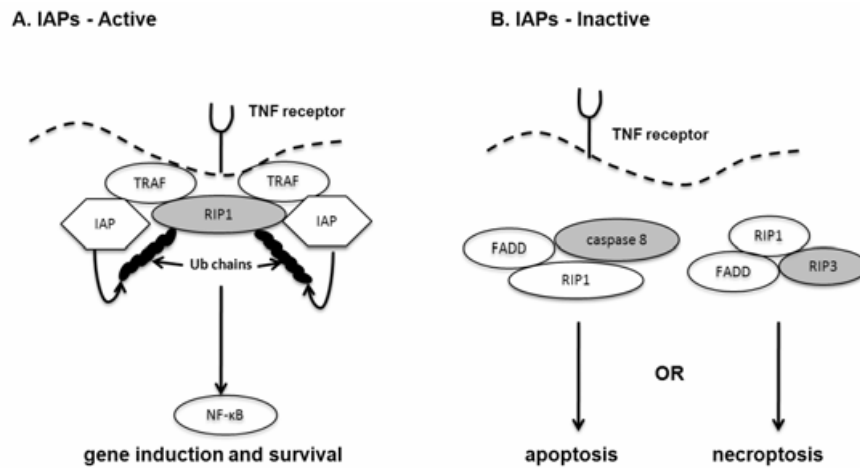 A. IAPs - Active
TNF receptor
TRAF
TRAF
IAP
RIP1
IAP
Ub chains
NF-κB
gene induction and survival
B. IAPs - Inactive
TNF receptor
FADD
caspase 8
RIP1
RIP1
FADD
RIP3
OR
apoptosis
necroptosis